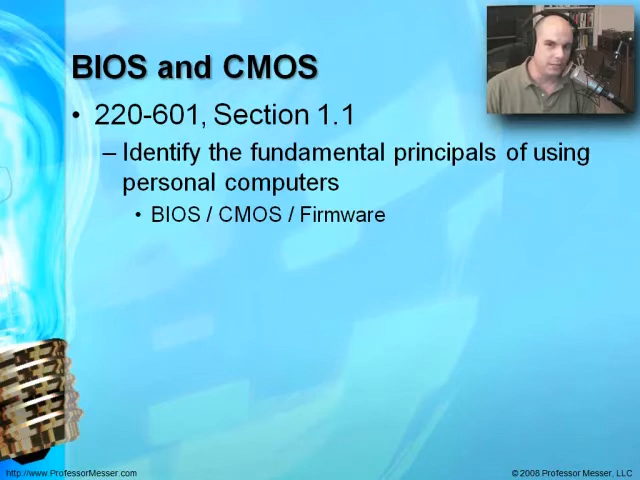 BIOS and CMOS
• 220-601, Section 1.1
– Identify the fundamental principals of using
personal computers
• BIOS / CMOS / Firmware
http://www.ProfessorMesser.com
© 2008 Professor Messer, LLC